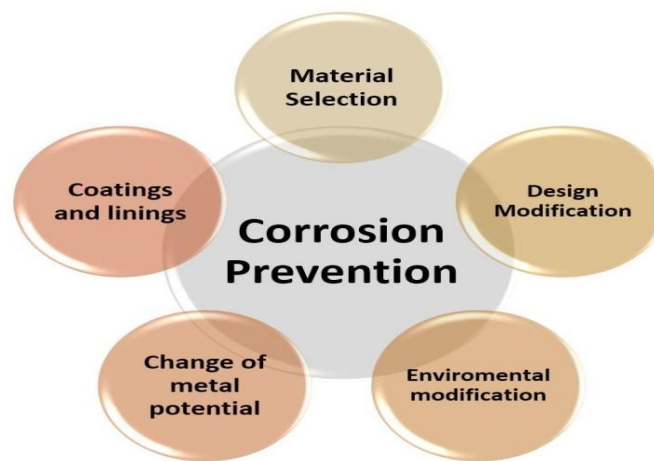 Material
Selection
Design
Modification
Enviromental
modification
Change of
metal
potential
Coatings
and linings
Corrosion
Prevention